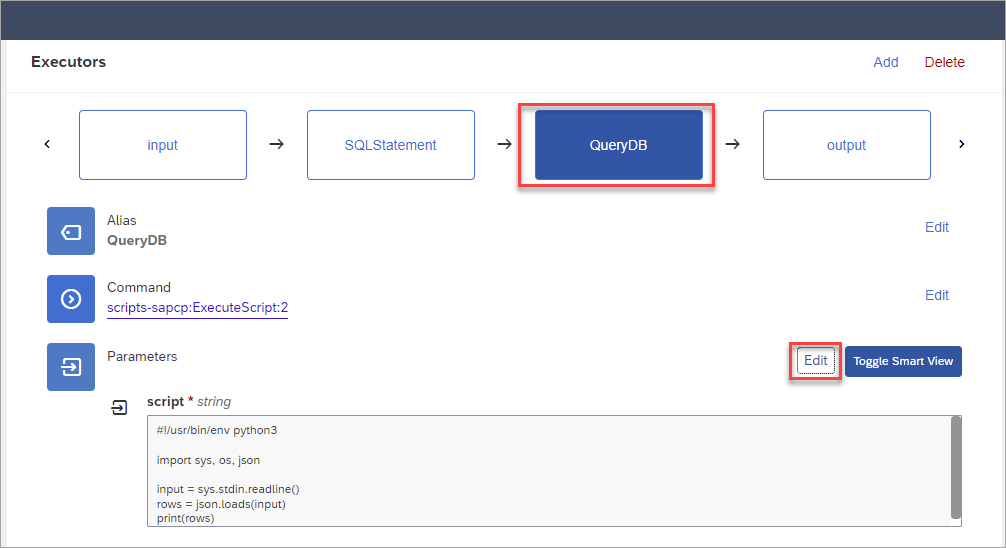 Executors
Add
Delete
input
SQLStatement
QueryDB
output
Alias
QueryDB
Edit
Command
scripts-sapcp:ExecuteScript:2
Edit
Parameters
Edit
Toggle Smart View
script * string
#!/usr/bin/env python3
import sys, os, json
input = sys.stdin.readline()
rows = json.loads(input)
print(rows)